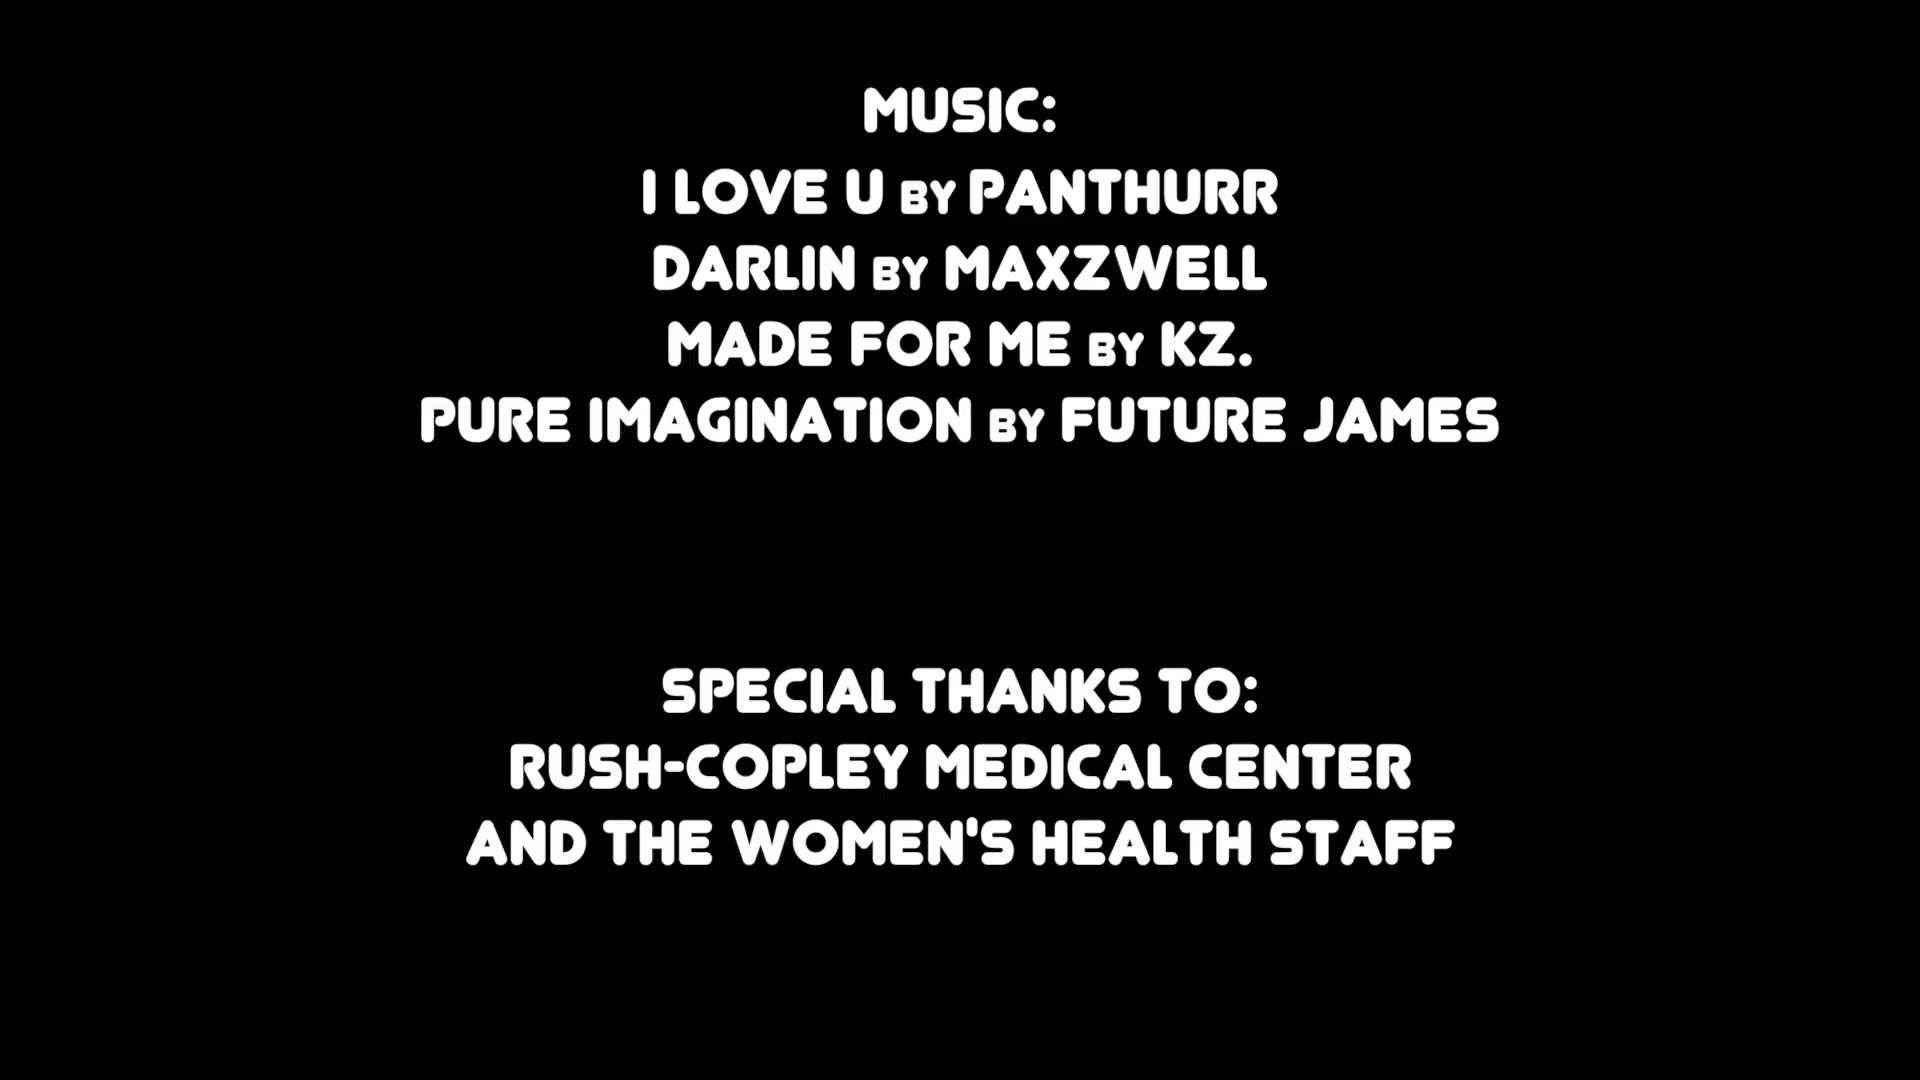 MUSIC:
I LOVE U BY PANTHURR
DARLIN BY MAXZWELL
MADE FOR ME BY KZ.
PURE IMAGINATION BY FUTURE JAMES
SPECIAL THANKS TO:
RUSH-COPLEY MEDICAL CENTER
AND THE WOMEN'S HEALTH STAFF